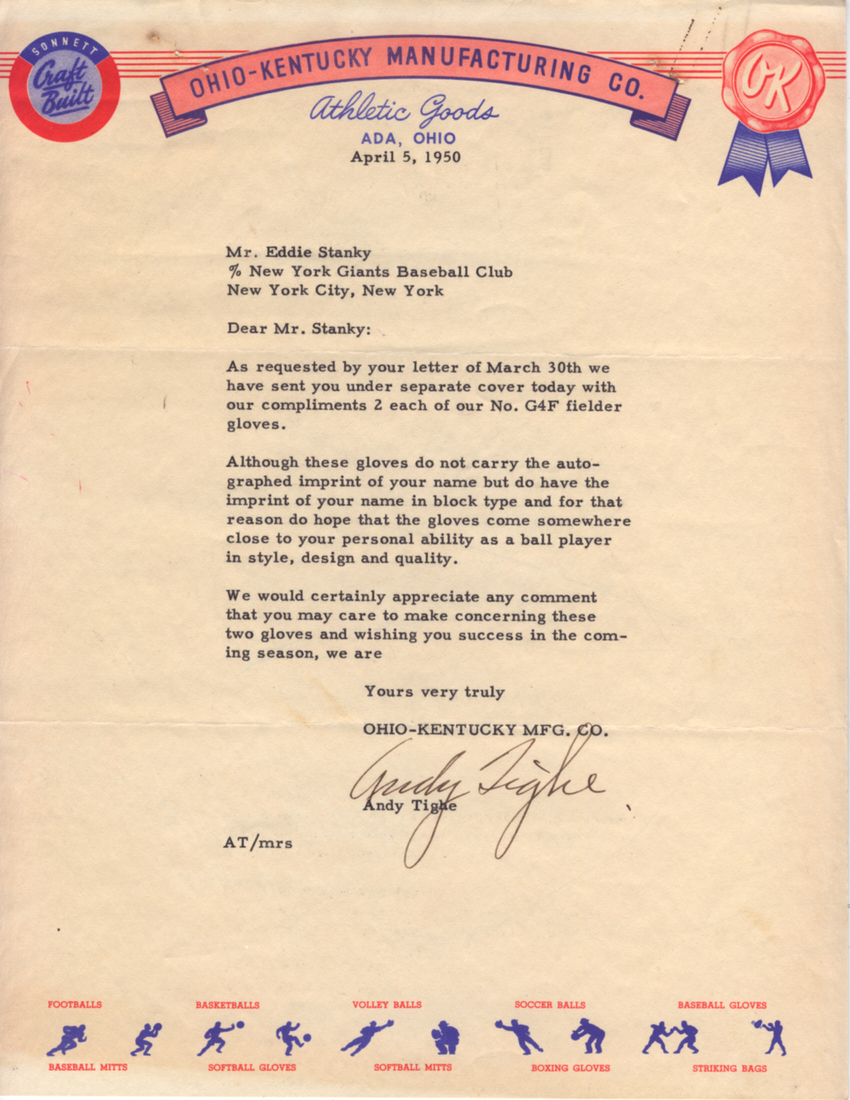 SONNETT
Craft
Built
OHIO-KENTUCKY MANUFACTURING CO.
OK
Athletic Goods
ADA, OHIO
April 5, 1950
Mr. Eddie Stanky
% New York Giants Baseball Club
New York City, New York
Dear Mr. Stanky:
As requested by your letter of March 30th we
have sent you under separate cover today with
our compliments 2 each of our No. G4F fielder
gloves.
Although these gloves do not carry the auto-
graphed imprint of your name but do have the
imprint of your name in block type and for that
reason do hope that the gloves come somewhere
close to your personal ability as a ball player
in style, design and quality.
We would certainly appreciate any comment
that you may care to make concerning these
two gloves and wishing you success in the com-
ing season, we are
Yours very truly
OHIO-KENTUCKY MFG. CO.
Andy Tighe
Andy Tighe
AT/mrs
FOOTBALLS BASKETBALLS VOLLEY BALLS SOCCER BALLS BASEBALL GLOVES
BASEBALL MITTS SOFTBALL GLOVES SOFTBALL MITTS BOXING GLOVES STRIKING BAGS